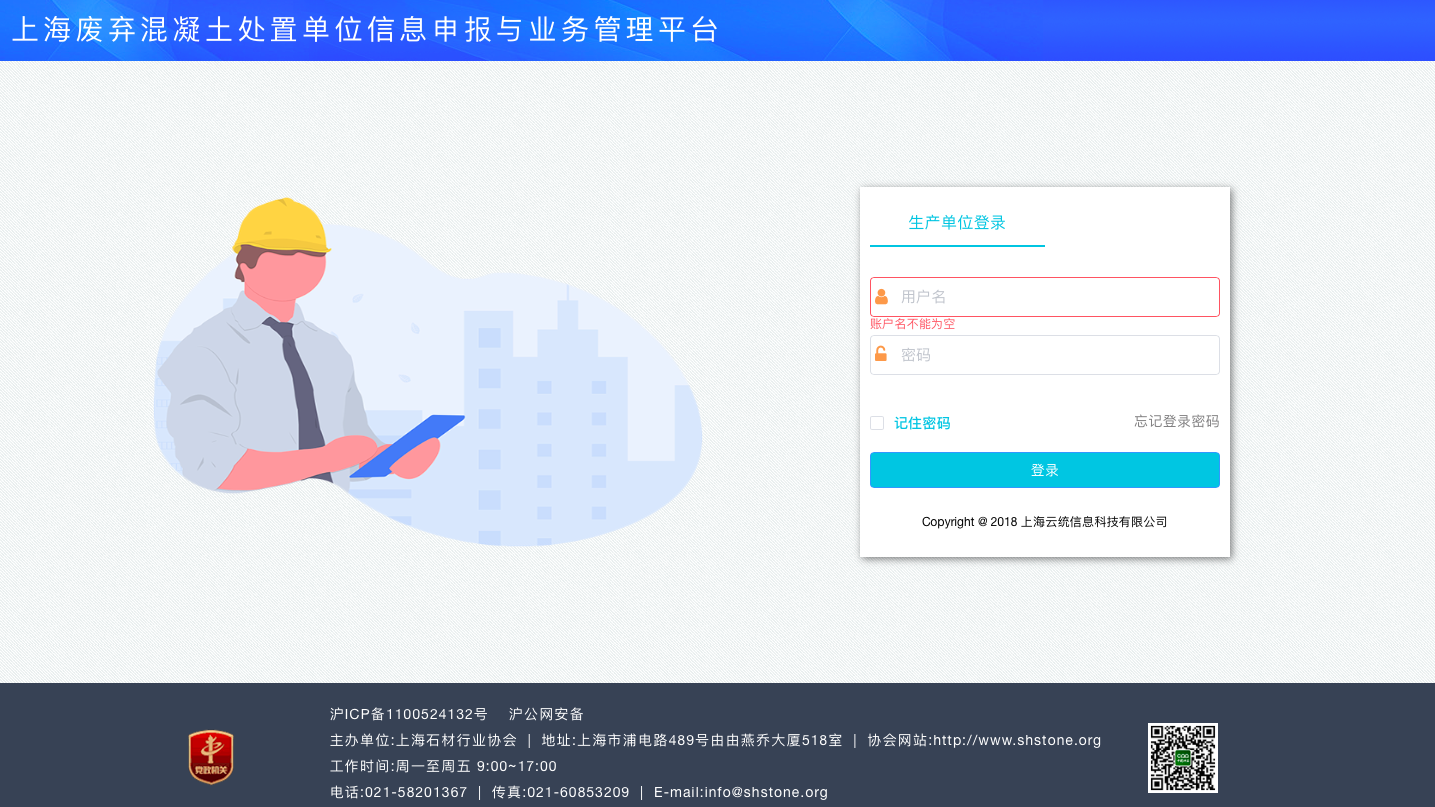 上海废弃混凝土处置单位信息申报与业务管理平台
生产单位登录
用户名
账户名不能为空
密码
记住密码
忘记登录密码
登录
Copyright @ 2018 上海云统信息科技有限公司
沪ICP备1100524132号 沪公网安备
主办单位:上海石材行业协会 | 地址:上海市浦电路489号由由燕乔大厦518室 | 协会网站:http://www.shstone.org
工作时间:周一至周五 9:00~17:00
电话:021-58201367 | 传真:021-60853209 | E-mail:info@shstone.org
党政机关